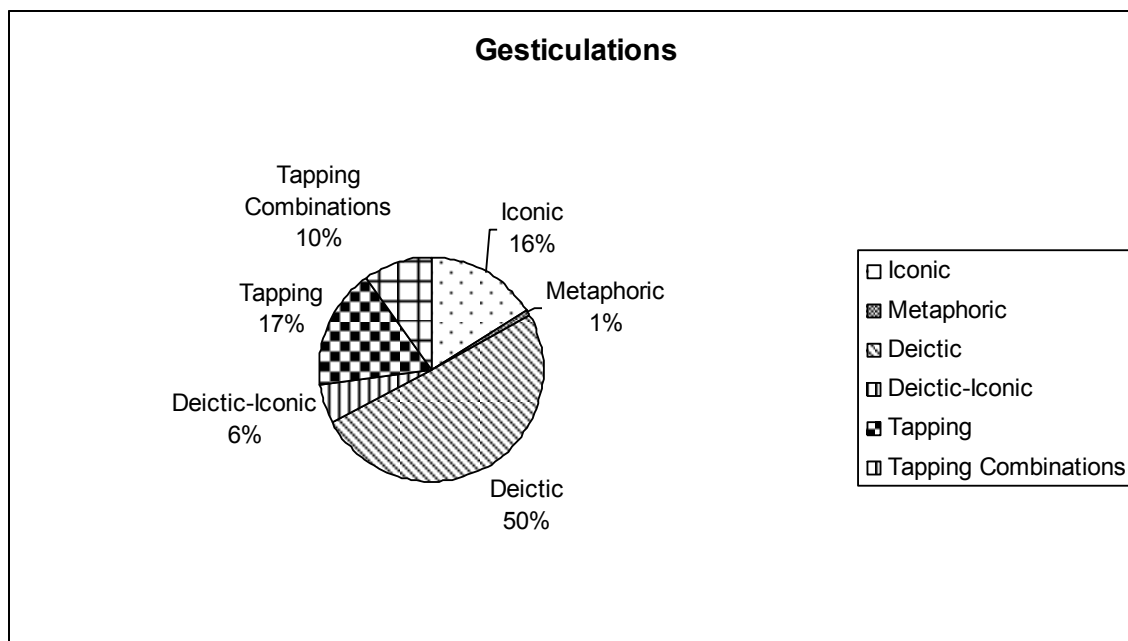 Gesticulations
Tapping
Combinations
10%
Iconic
16%
Metaphoric
1%
Tapping
17%
Deictic-Iconic
6%
Deictic
50%
Iconic
Metaphoric
Deictic
Deictic-Iconic
Tapping
Tapping Combinations